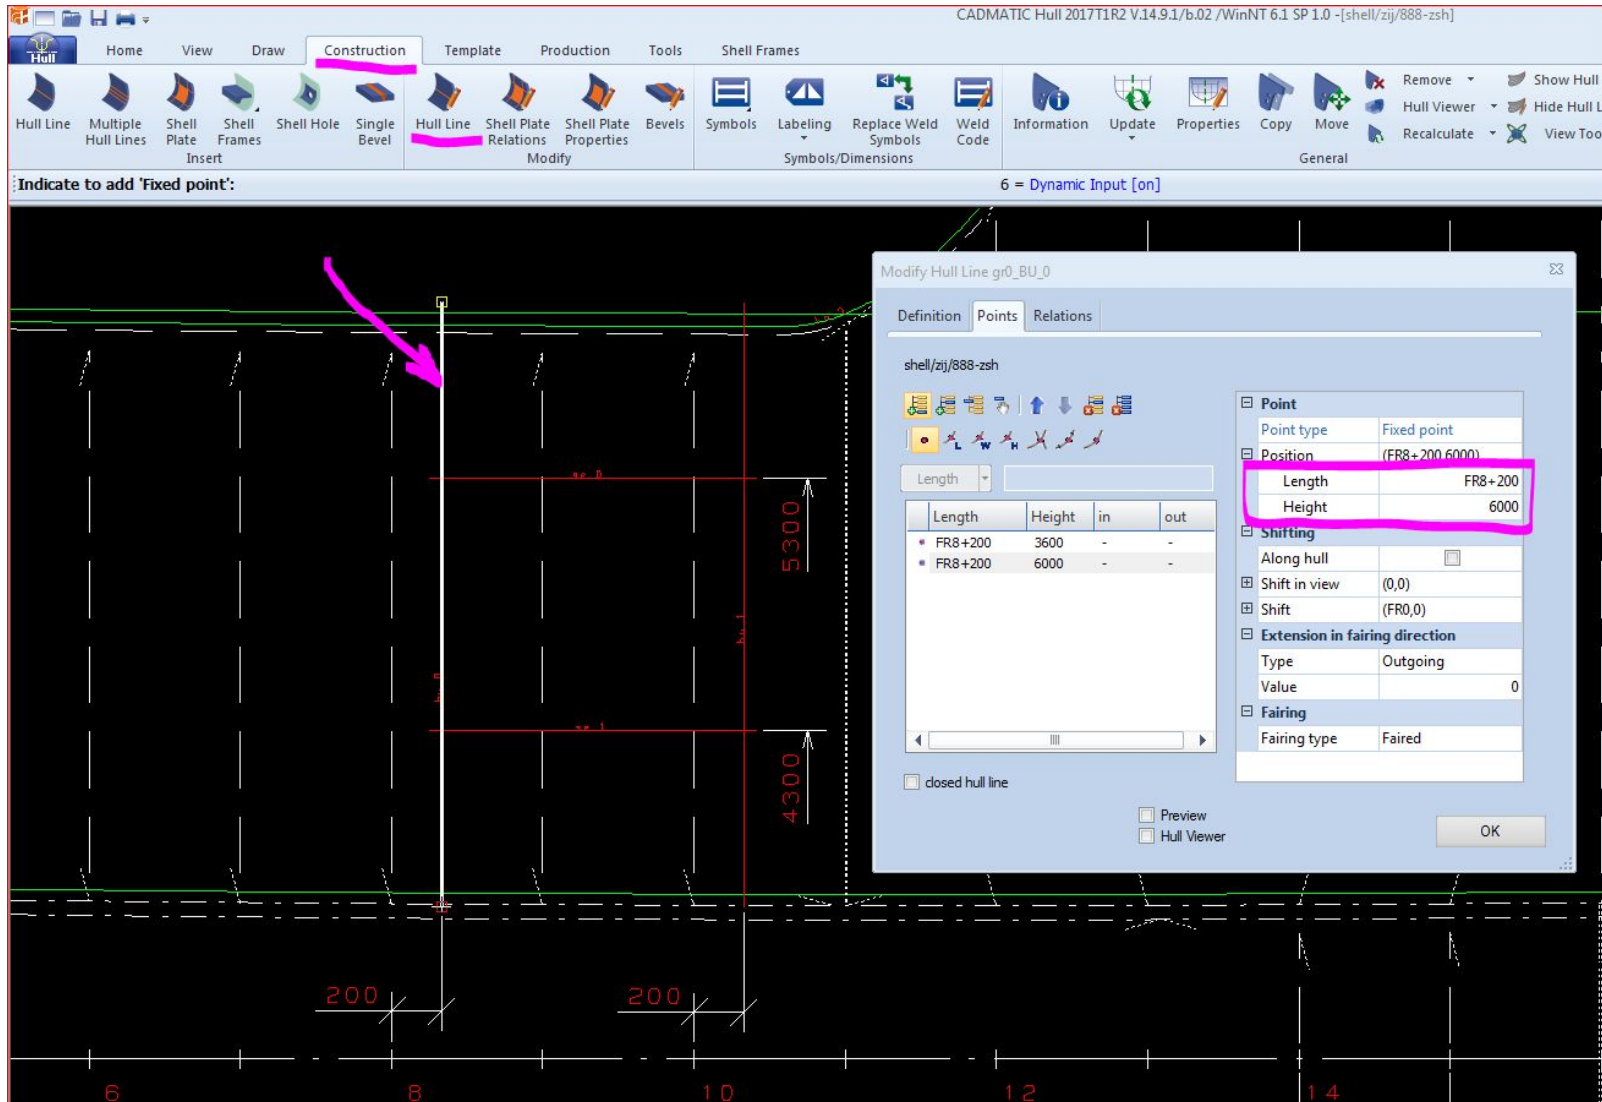 CADMATIC Hull 2017T1R2 V.14.9.1/b.02 /WinNT 6.1 SP 1.0 -[shell/zij/888-zsh]
Hull
Home View Draw Construction Template Production Tools Shell Frames
Hull Line
Multiple Hull Lines
Shell Plate
Shell Frames
Shell Hole
Single Bevel
Insert
Hull Line
Shell Plate Relations
Shell Plate Properties
Bevels
Modify
Symbols
Labeling
Replace Weld Symbols
Weld Code
Symbols/Dimensions
Information
Update
Properties
Copy
Move
Remove
Hull Viewer
Recalculate
Show Hull
Hide Hull L
View Too
General
Indicate to add 'Fixed point':
6 = Dynamic Input [on]
5300
4300
200
200
6
8
10
12
14
Modify Hull Line gr0_BU_0
Definition Points Relations
shell/zij/888-zsh
L W H
Length
Length Height in out
FR8+200 3600 - -
FR8+200 6000 - -
closed hull line
Point
Point type Fixed point
Position (FR8+200,6000)
Length FR8+200
Height 6000
Shifting
Along hull
Shift in view (0,0)
Shift (FR0,0)
Extension in fairing direction
Type Outgoing
Value 0
Fairing
Fairing type Faired
Preview
Hull Viewer
OK